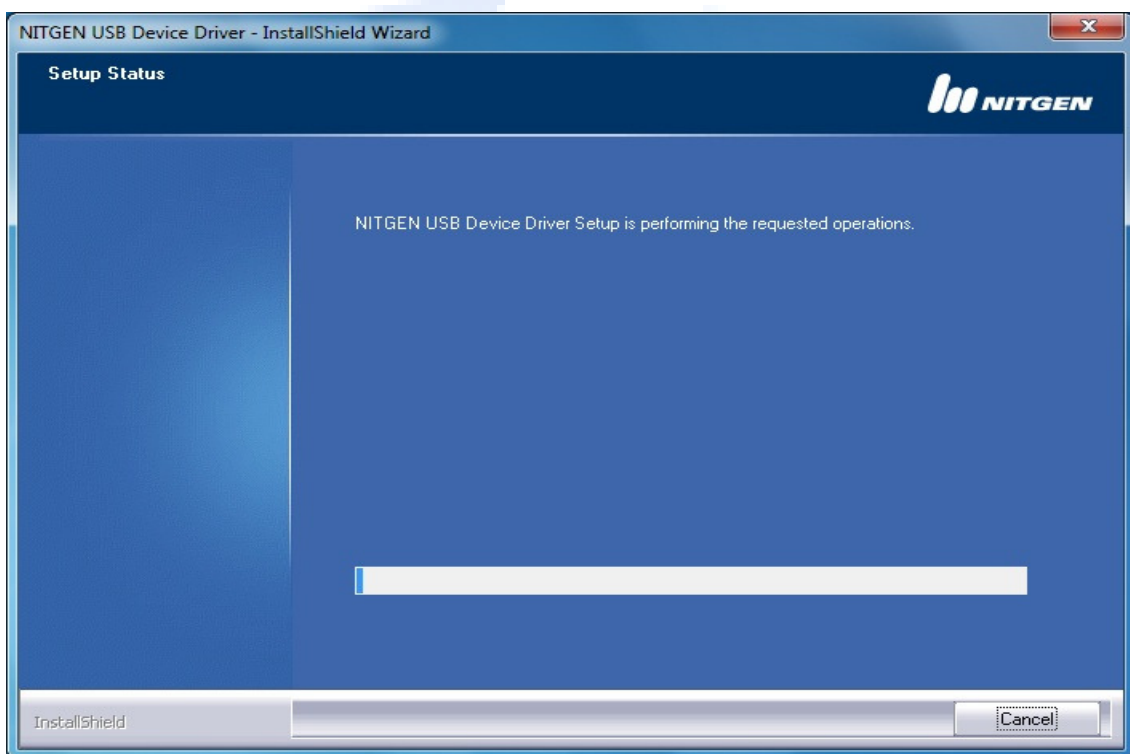 NITGEN USB Device Driver - InstallShield Wizard
Setup Status
NITGEN
NITGEN USB Device Driver Setup is performing the requested operations.
InstallShield
Cancel